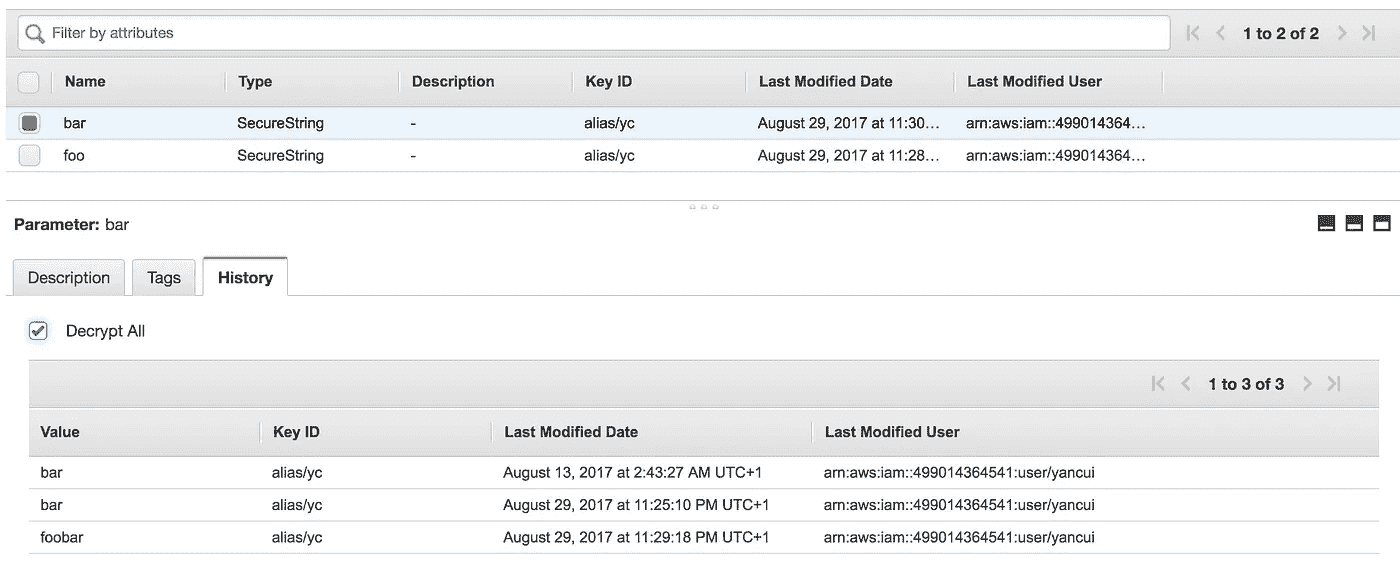 Filter by attributes 1 to 2 of 2
Name Type Description Key ID Last Modified Date Last Modified User
bar SecureString - alias/yc August 29, 2017 at 11:30... arn:aws:iam::499014364...
foo SecureString - alias/yc August 29, 2017 at 11:28... arn:aws:iam::499014364...
Parameter: bar
Description Tags History
Decrypt All
1 to 3 of 3
Value Key ID Last Modified Date Last Modified User
bar alias/yc August 13, 2017 at 2:43:27 AM UTC+1 arn:aws:iam::499014364541:user/yancui
bar alias/yc August 29, 2017 at 11:25:10 PM UTC+1 arn:aws:iam::499014364541:user/yancui
foobar alias/yc August 29, 2017 at 11:29:18 PM UTC+1 arn:aws:iam::499014364541:user/yancui